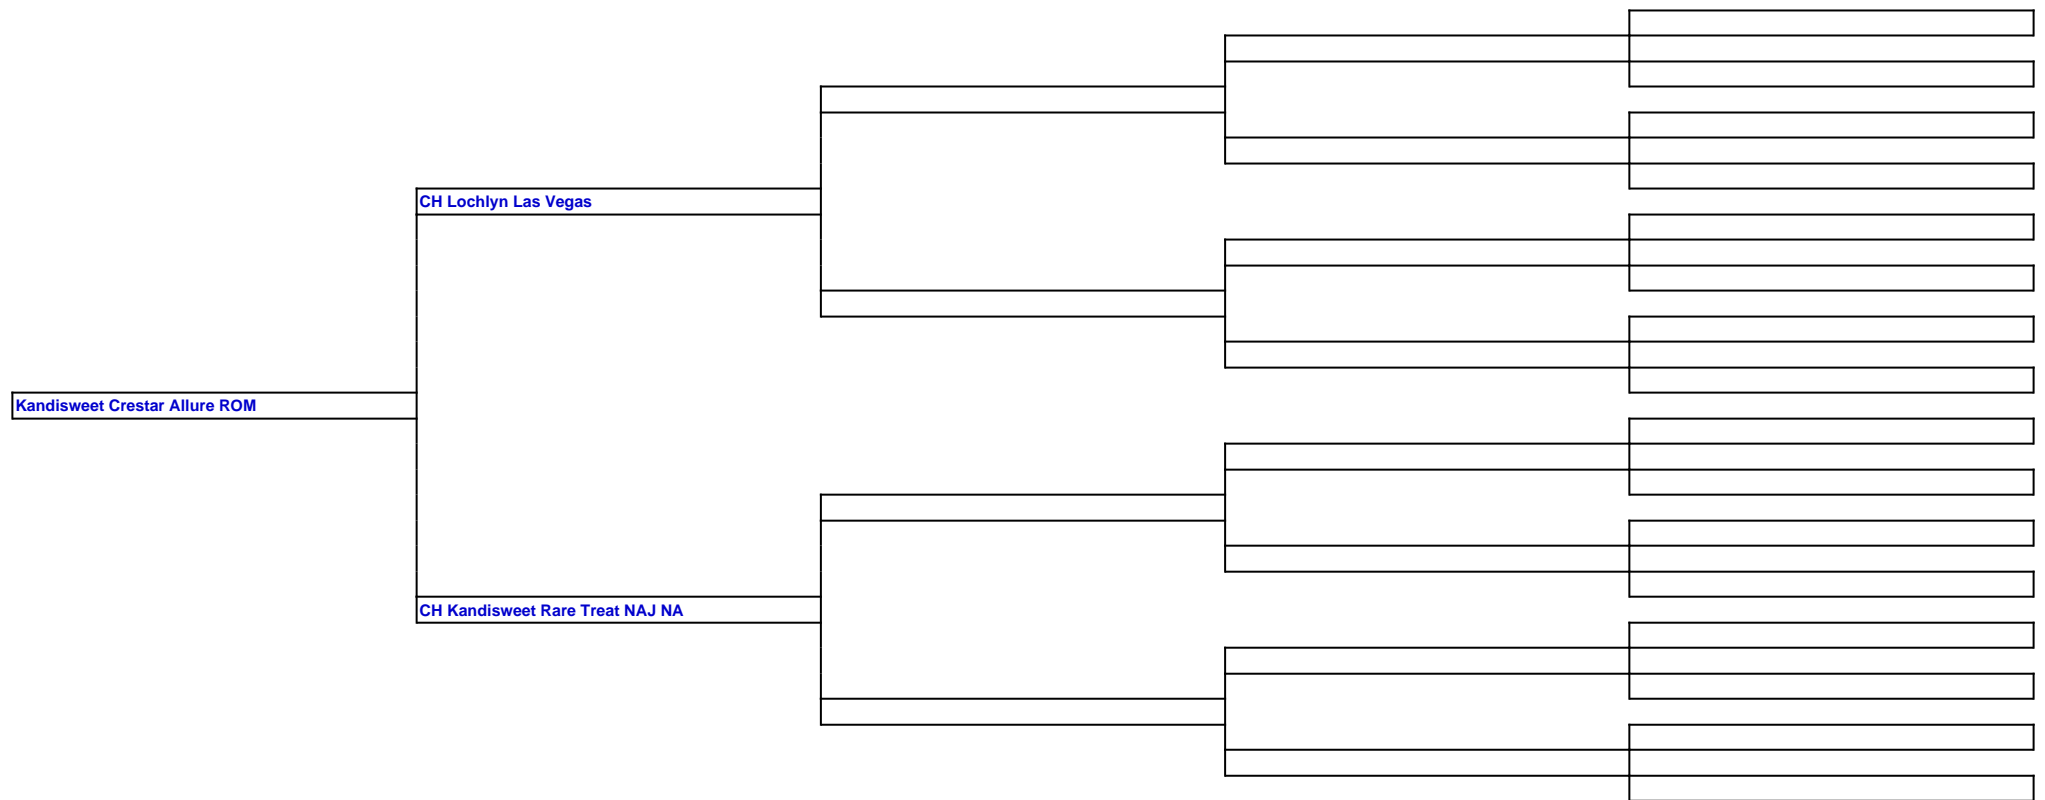 CH Lochlyn Las Vegas
Kandisweet Crestar Allure ROM
CH Kandisweet Rare Treat NAJ NA